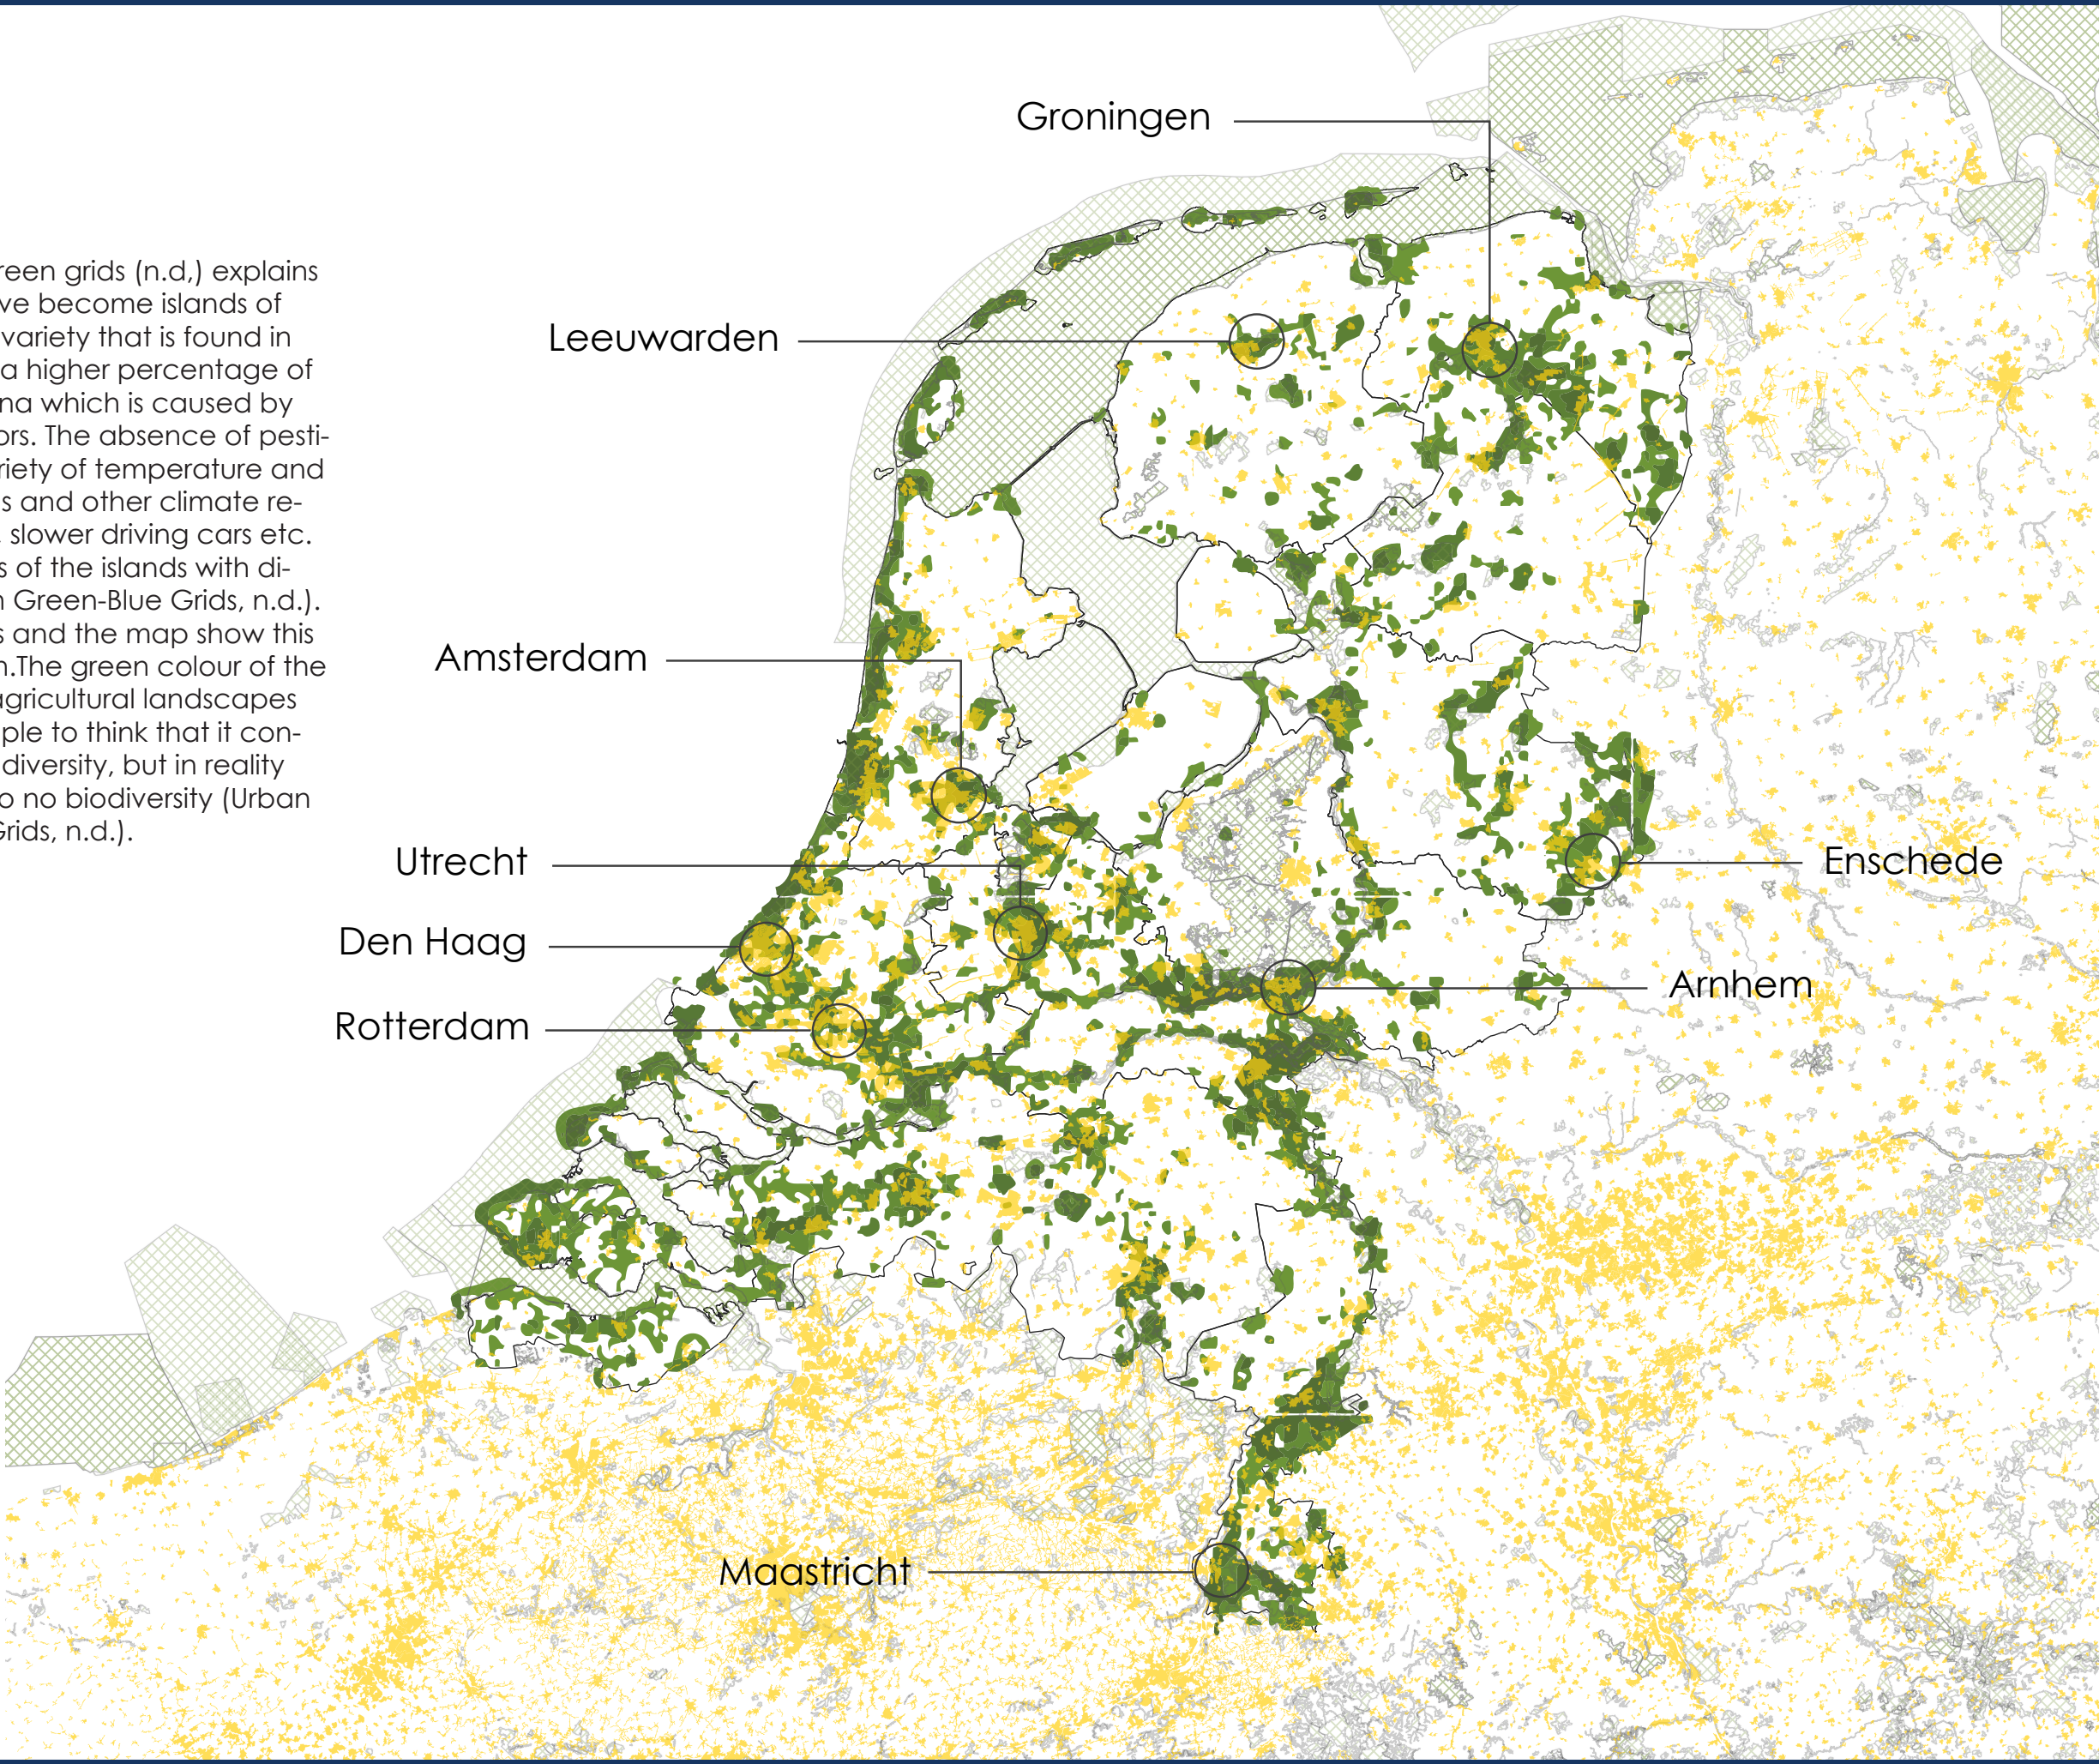 reen grids (n.d,) explains
ve become islands of
variety that is found in
a higher percentage of
na which is caused by
ors. The absence of pesti-
riety of temperature and
s and other climate re-
. slower driving cars etc.
s of the islands with di-
n Green-Blue Grids, n.d.).
s and the map show this
n.The green colour of the
agricultural landscapes
ple to think that it con-
diversity, but in reality
o no biodiversity (Urban
Grids, n.d.).
Groningen
Leeuwarden
Amsterdam
Utrecht
Enschede
Den Haag
Arnhem
Rotterdam
Maastricht